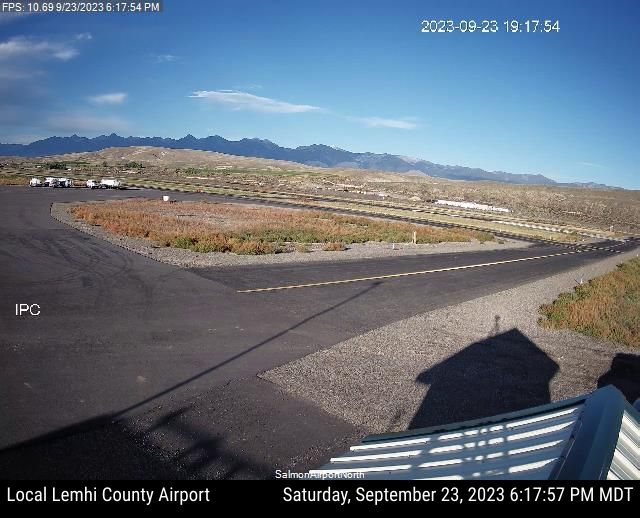 FPS: 10.69 9/23/2023 6:17:54 PM
2023-09-23 19:17:54
IPC
SalmonAirportNorth
Local Lemhi County Airport Saturday, September 23, 2023 6:17:57 PM MDT